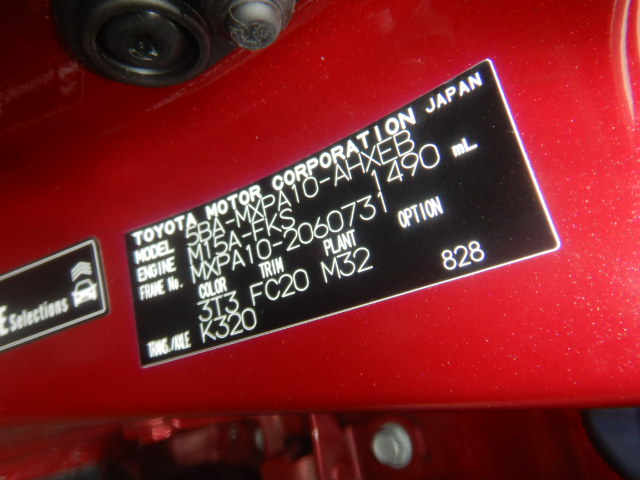 TOYOTA MOTOR CORPORATION JAPAN
MODEL 5BA-MXPA10-AHXEB
ENGINE M15A-FKS 1490 mL
FRAME No. MXPA10-2060731
COLOR TRIM PLANT OPTION
3T3 FC20 M32 828
TRANS./AXLE K320
E Selections